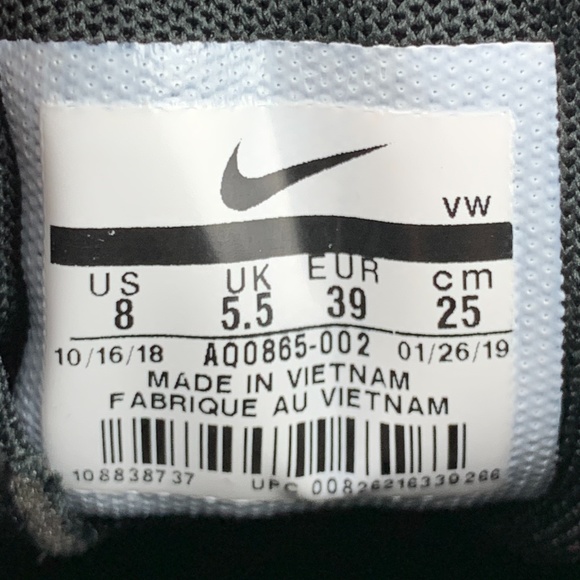 VW
US UK EUR cm
8 5.5 39 25
10/16/18 AQ0865-002 01/26/19
MADE IN VIETNAM
FABRIQUE AU VIETNAM
108838737 UPC 00826216339266